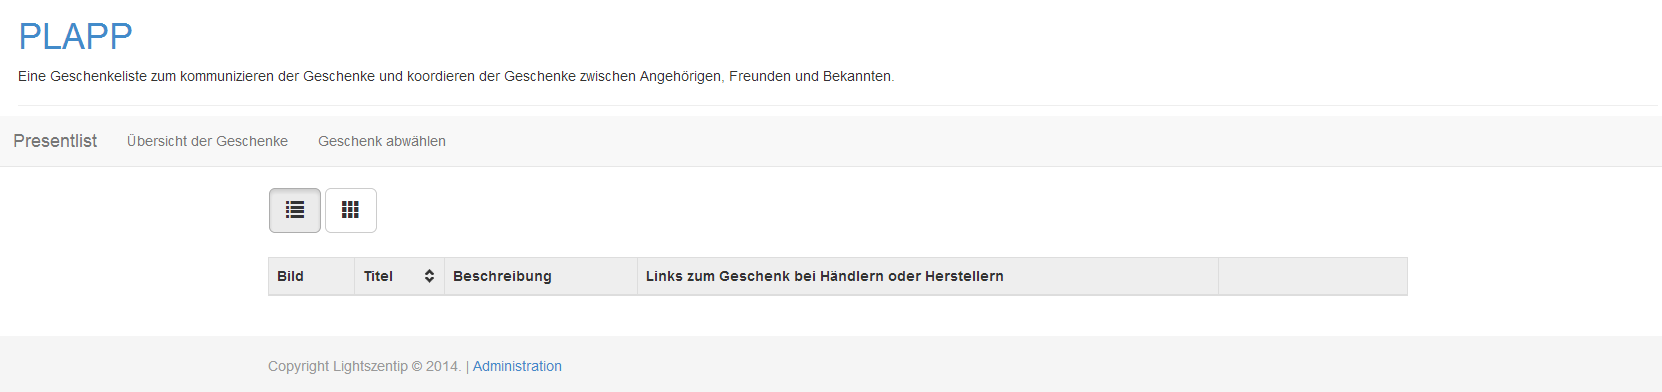 PLAPP
Eine Geschenkeliste zum kommunizieren der Geschenke und koordieren der Geschenke zwischen Angehörigen, Freunden und Bekannten.
Presentlist Übersicht der Geschenke Geschenk abwählen
Bild Titel Beschreibung Links zum Geschenk bei Händlern oder Herstellern
Copyright Lightszentip © 2014. | Administration